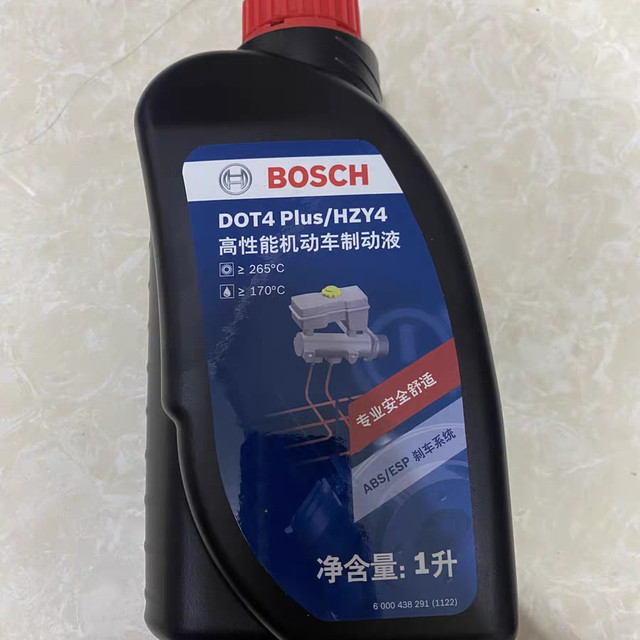 BOSCH
DOT4 Plus/HZY4
高性能机动车制动液
≥ 265°C
≥ 170°C
专业安全舒适
ABS/ESP 刹车系统
净含量: 1升
6 000 438 291 (1122)